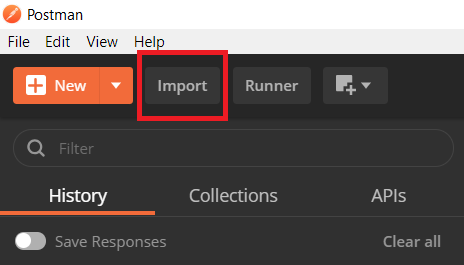 Postman
File Edit View Help
New Import Runner
Filter
History Collections APIs
Save Responses Clear all